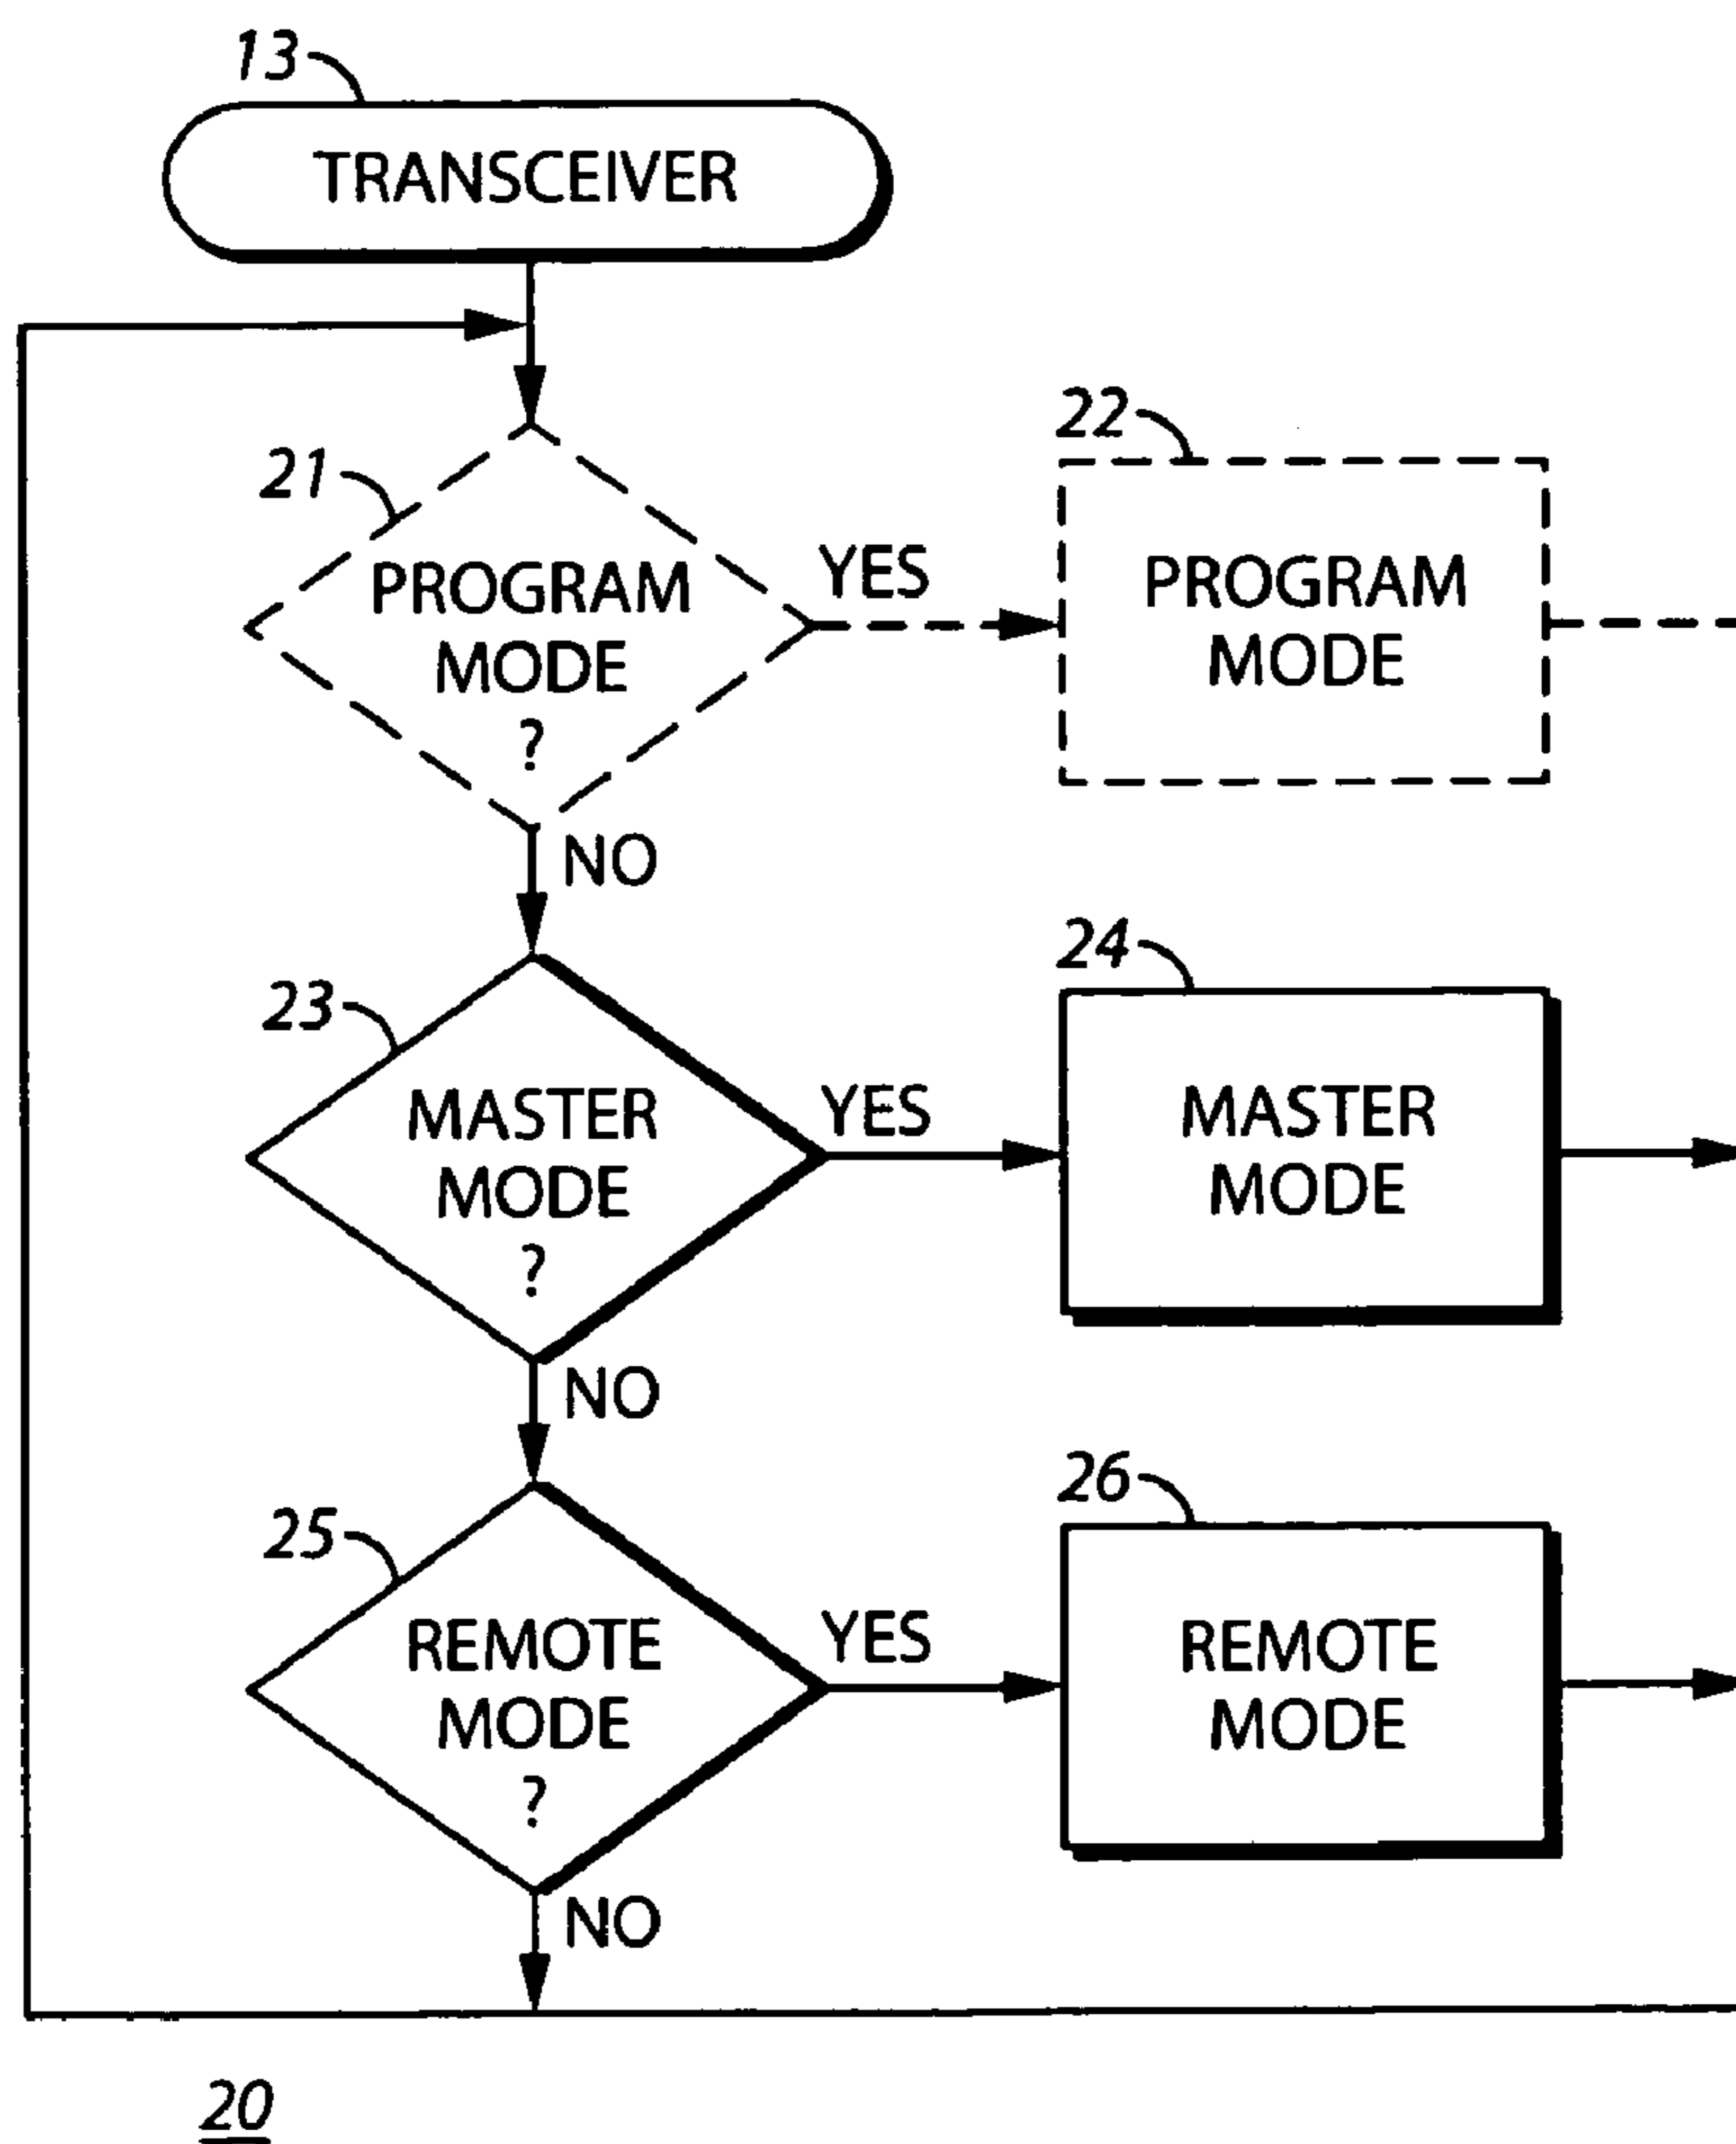 13
TRANSCEIVER
21
PROGRAM
MODE
?
YES
22
PROGRAM
MODE
NO
23
MASTER
MODE
?
YES
24
MASTER
MODE
NO
25
REMOTE
MODE
?
YES
26
REMOTE
MODE
NO
20